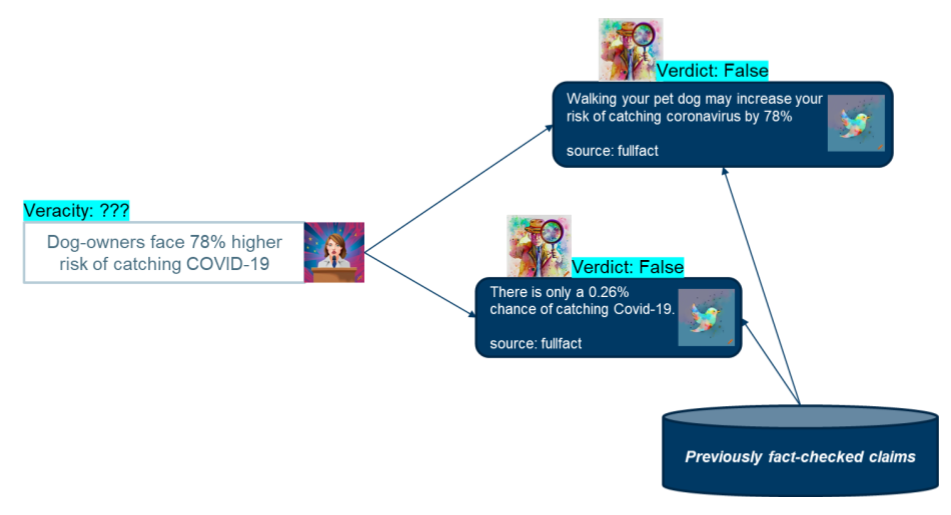 Verdict: False
Walking your pet dog may increase your
risk of catching coronavirus by 78%
source: fullfact
Veracity: ???
Dog-owners face 78% higher
risk of catching COVID-19
Verdict: False
There is only a 0.26%
chance of catching Covid-19.
source: fullfact
Previously fact-checked claims